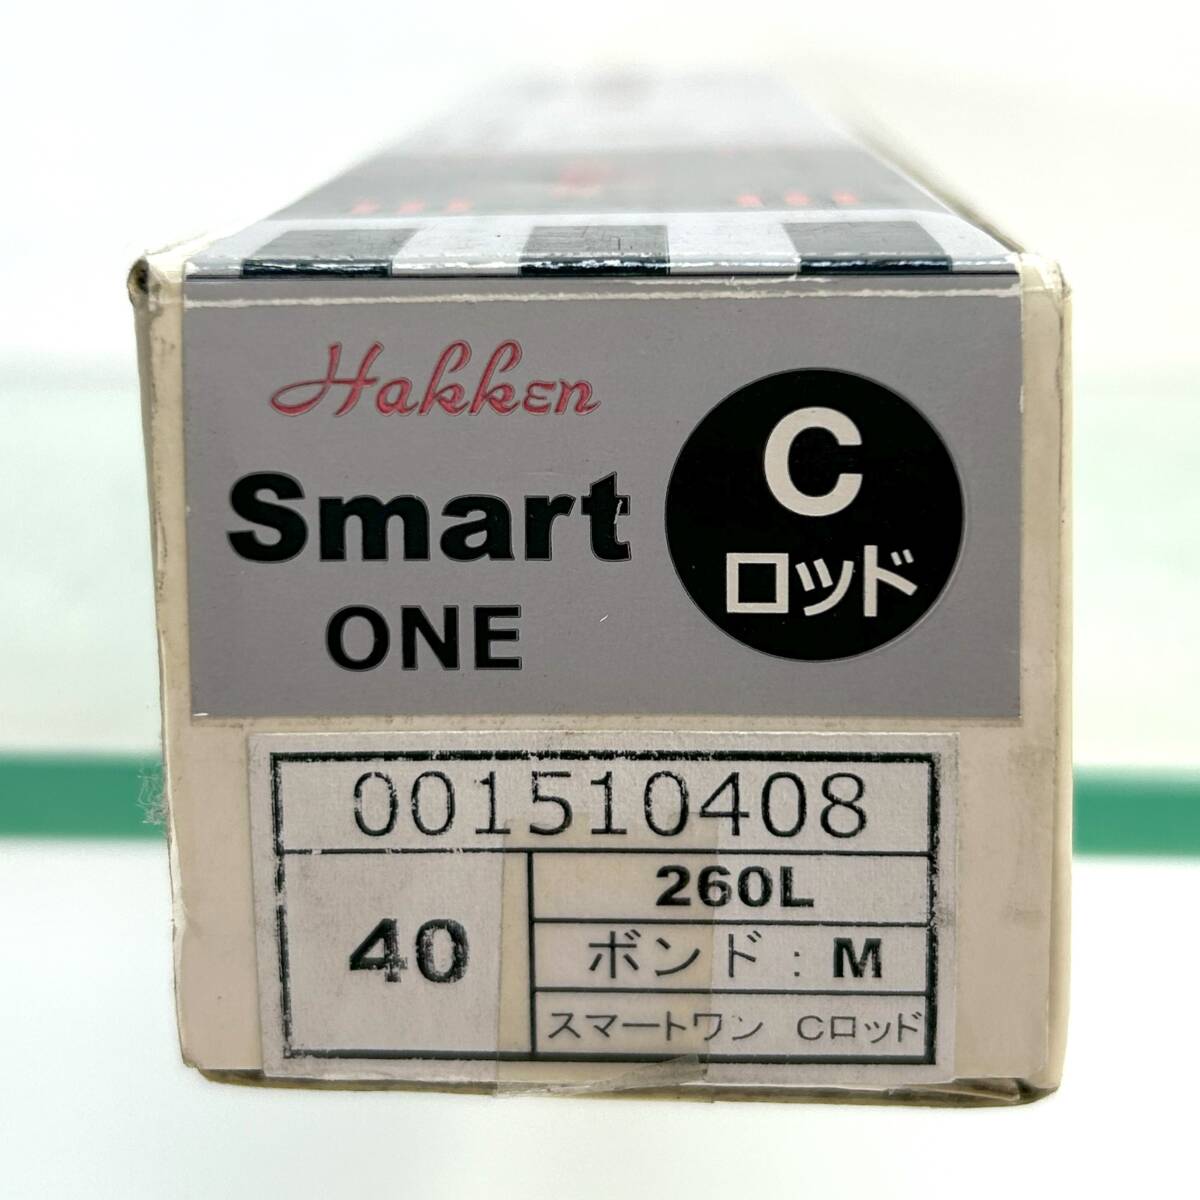 Hakken
Smart
ONE
C
ロッド
001510408
40
260L
ボンド : M
スマートワン Cロッド